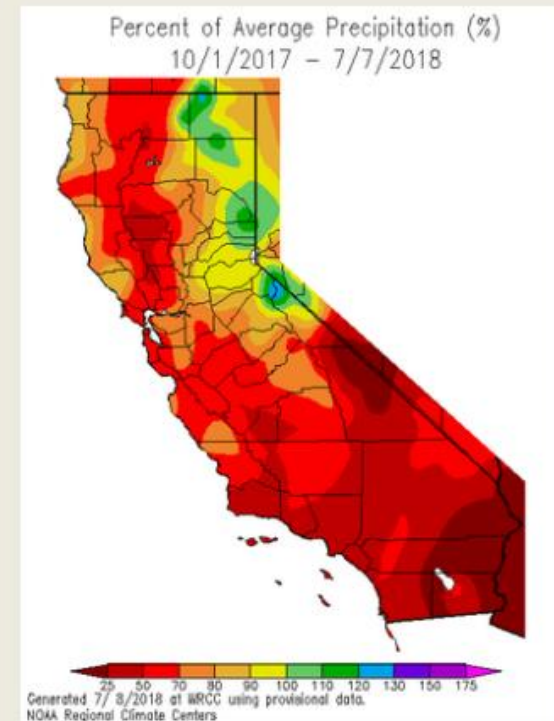 Percent of Average Precipitation (%)
10/1/2017 – 7/7/2018
25 50 70 80 90 100 110 120 130 150 175
Generated 7/ 8/2018 at WRCC using provisional data.
NOAA Regional Climate Centers